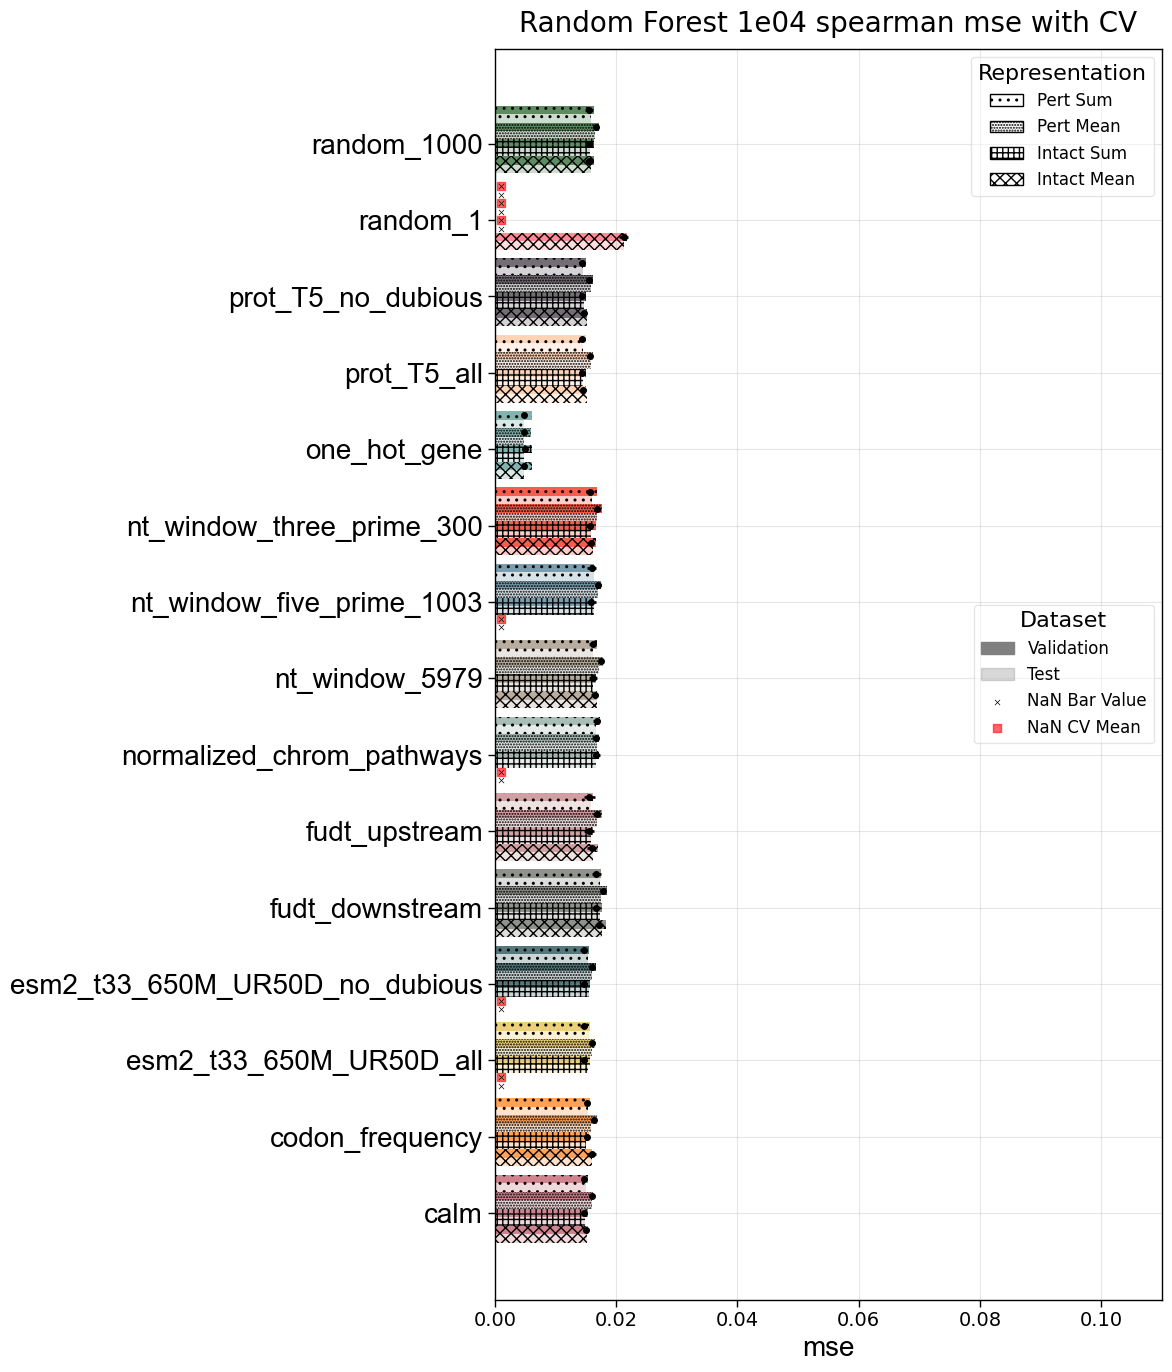 Random Forest 1e04 spearman mse with CV
Representation
Pert Sum
Pert Mean
Intact Sum
Intact Mean
random_1000
random_1
prot_T5_no_dubious
prot_T5_all
one_hot_gene
nt_window_three_prime_300
nt_window_five_prime_1003
Dataset
Validation
Test
NaN Bar Value
NaN CV Mean
nt_window_5979
normalized_chrom_pathways
fudt_upstream
fudt_downstream
esm2_t33_650M_UR50D_no_dubious
esm2_t33_650M_UR50D_all
codon_frequency
calm
0.00 0.02 0.04 0.06 0.08 0.10
mse